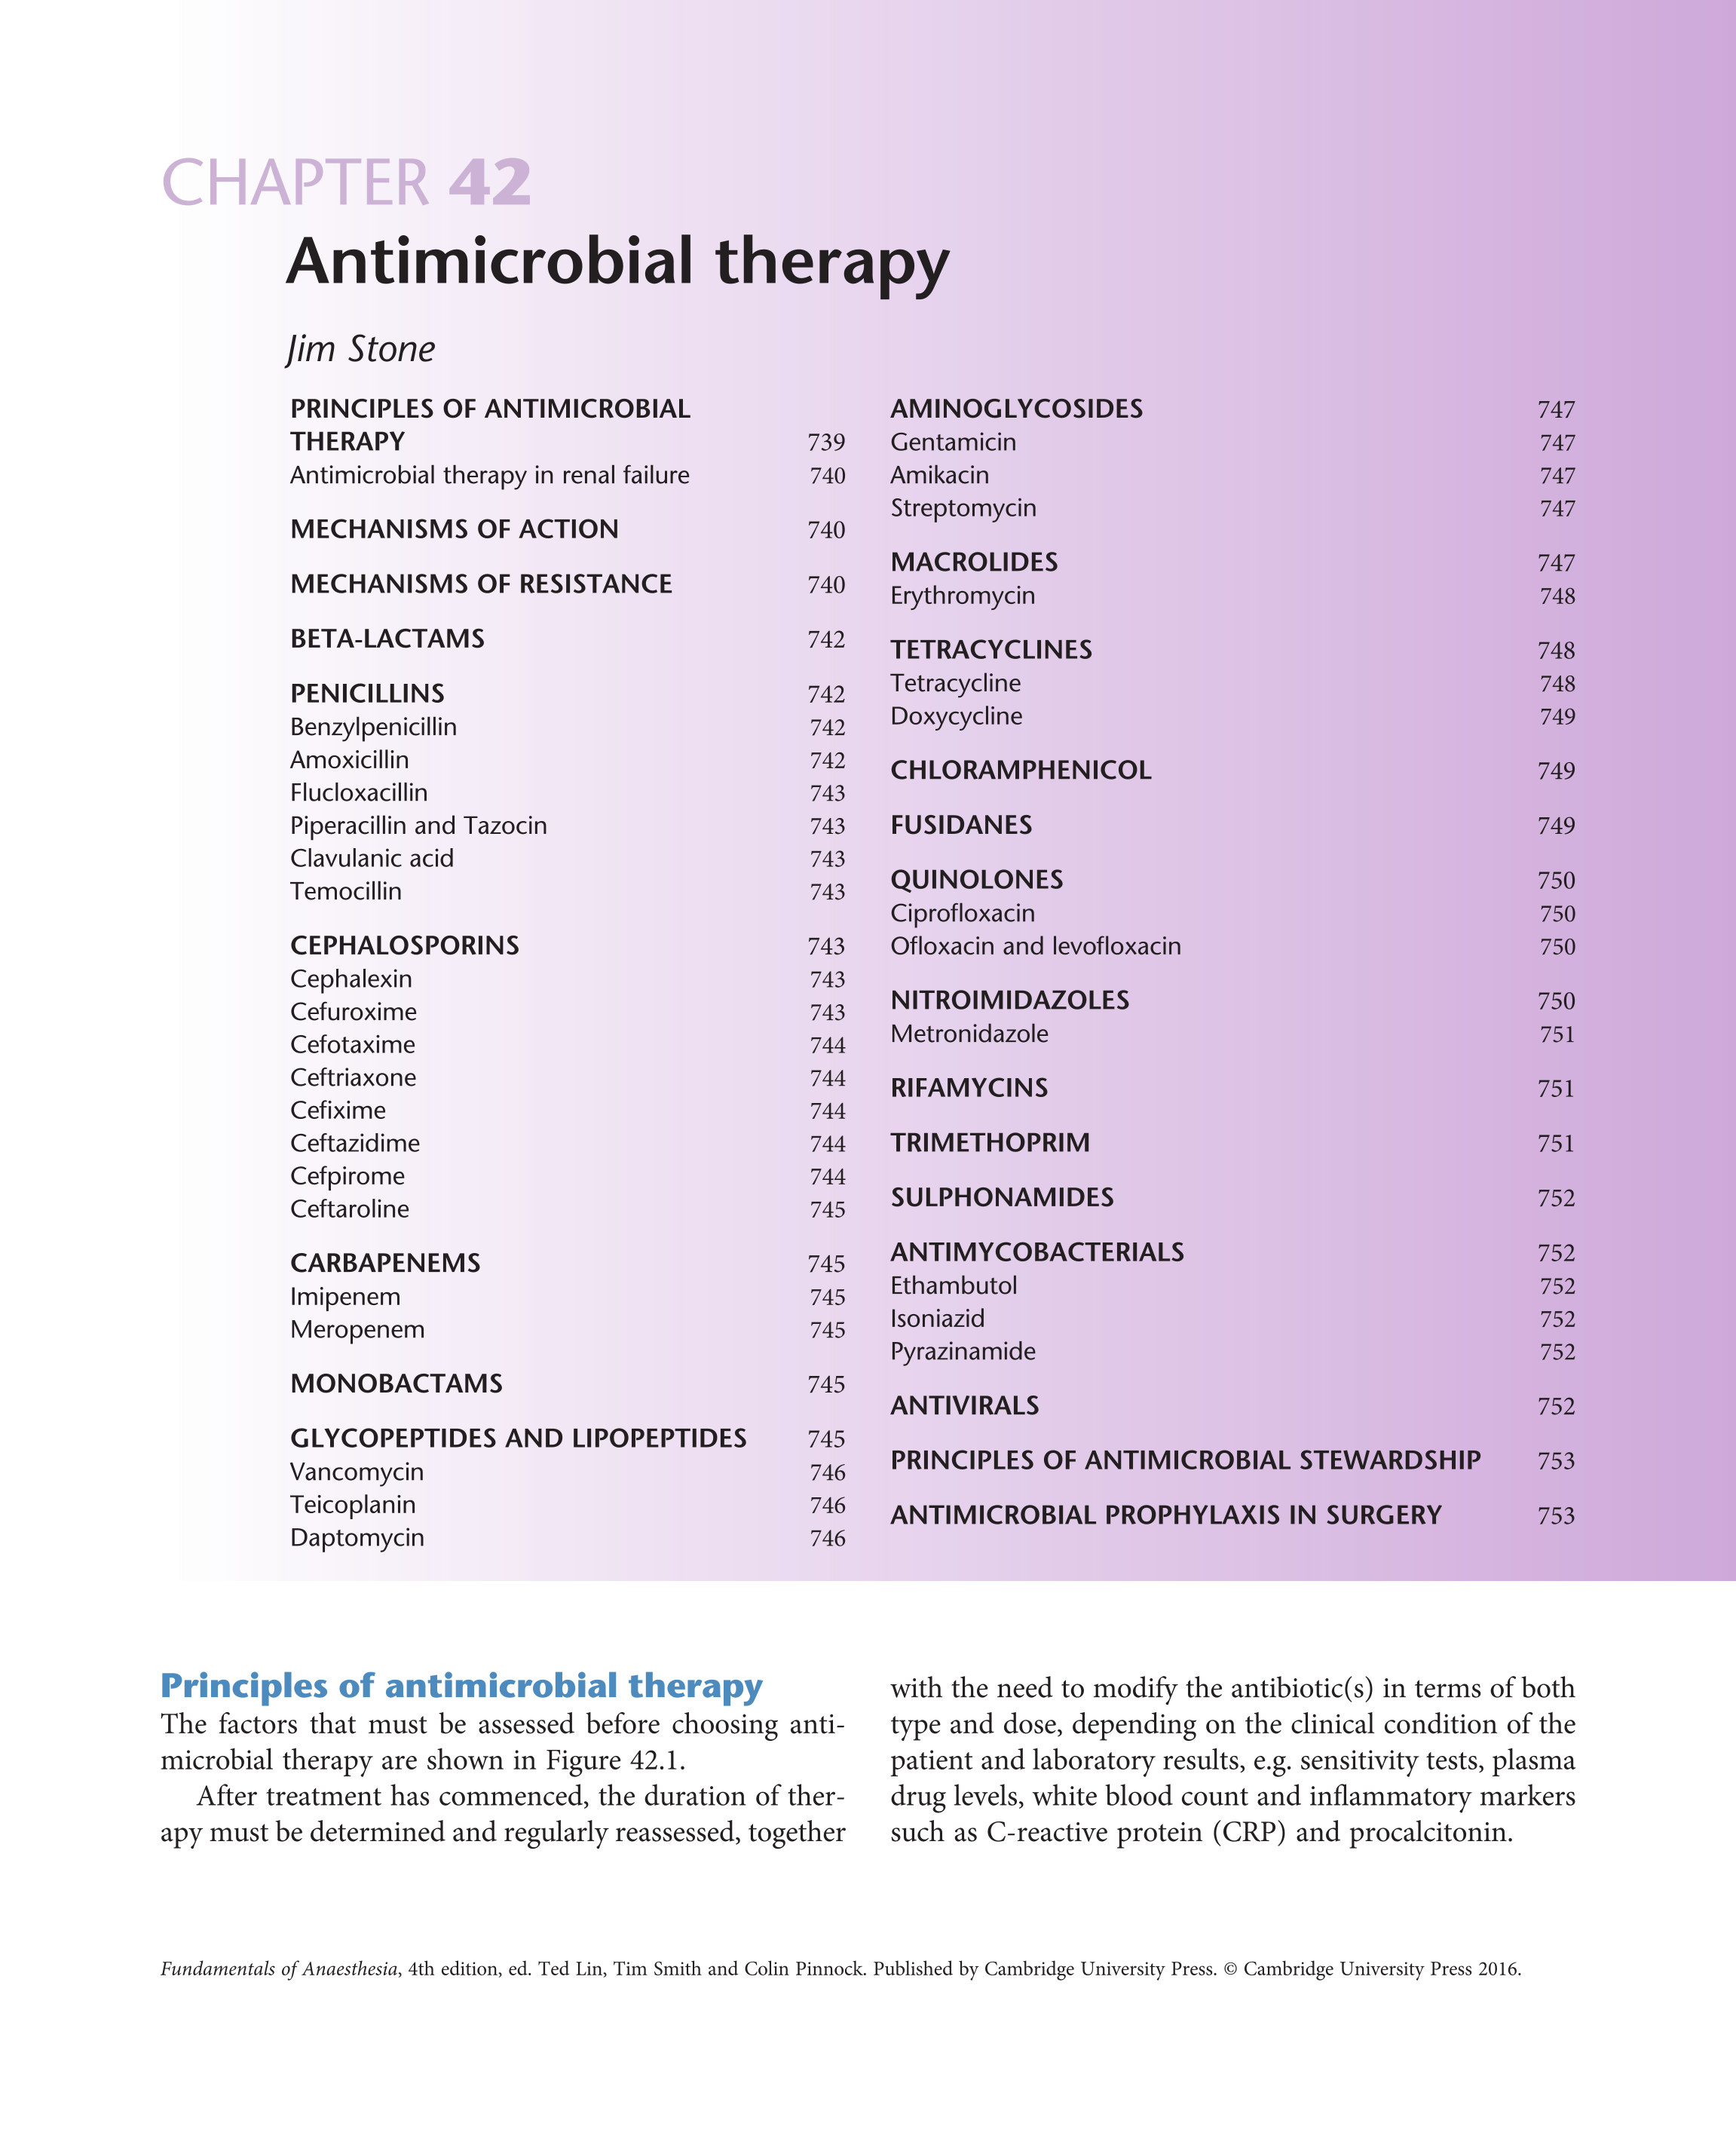 CHAPTER 42
Antimicrobial therapy
Jim Stone
PRINCIPLES OF ANTIMICROBIAL
THERAPY 739
Antimicrobial therapy in renal failure 740
MECHANISMS OF ACTION 740
MECHANISMS OF RESISTANCE 740
BETA-LACTAMS 742
PENICILLINS 742
Benzylpenicillin 742
Amoxicillin 742
Flucloxacillin 743
Piperacillin and Tazocin 743
Clavulanic acid 743
Temocillin 743
CEPHALOSPORINS 743
Cephalexin 743
Cefuroxime 743
Cefotaxime 744
Ceftriaxone 744
Cefixime 744
Ceftazidime 744
Cefpirome 744
Ceftaroline 745
CARBAPENEMS 745
Imipenem 745
Meropenem 745
MONOBACTAMS 745
GLYCOPEPTIDES AND LIPOPEPTIDES 745
Vancomycin 746
Teicoplanin 746
Daptomycin 746
AMINOGLYCOSIDES 747
Gentamicin 747
Amikacin 747
Streptomycin 747
MACROLIDES 747
Erythromycin 748
TETRACYCLINES 748
Tetracycline 748
Doxycycline 749
CHLORAMPHENICOL 749
FUSIDANES 749
QUINOLONES 750
Ciprofloxacin 750
Ofloxacin and levofloxacin 750
NITROIMIDAZOLES 750
Metronidazole 751
RIFAMYCINS 751
TRIMETHOPRIM 751
SULPHONAMIDES 752
ANTIMYCOBACTERIALS 752
Ethambutol 752
Isoniazid 752
Pyrazinamide 752
ANTIVIRALS 752
PRINCIPLES OF ANTIMICROBIAL STEWARDSHIP 753
ANTIMICROBIAL PROPHYLAXIS IN SURGERY 753
Principles of antimicrobial therapy
The factors that must be assessed before choosing anti-
microbial therapy are shown in Figure 42.1.
After treatment has commenced, the duration of ther-
apy must be determined and regularly reassessed, together
with the need to modify the antibiotic(s) in terms of both
type and dose, depending on the clinical condition of the
patient and laboratory results, e.g. sensitivity tests, plasma
drug levels, white blood count and inflammatory markers
such as C-reactive protein (CRP) and procalcitonin.
Fundamentals of Anaesthesia, 4th edition, ed. Ted Lin, Tim Smith and Colin Pinnock. Published by Cambridge University Press. © Cambridge University Press 2016.